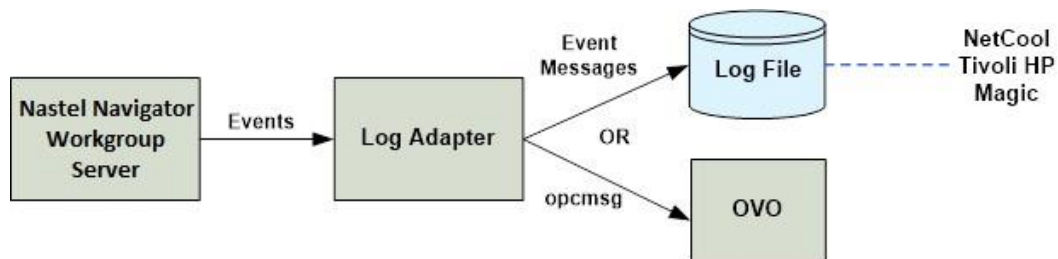 Nastel Navigator
Workgroup
Server
Events
Log Adapter
Event
Messages
OR
opcmsg
Log File
OVO
NetCool
Tivoli HP
Magic